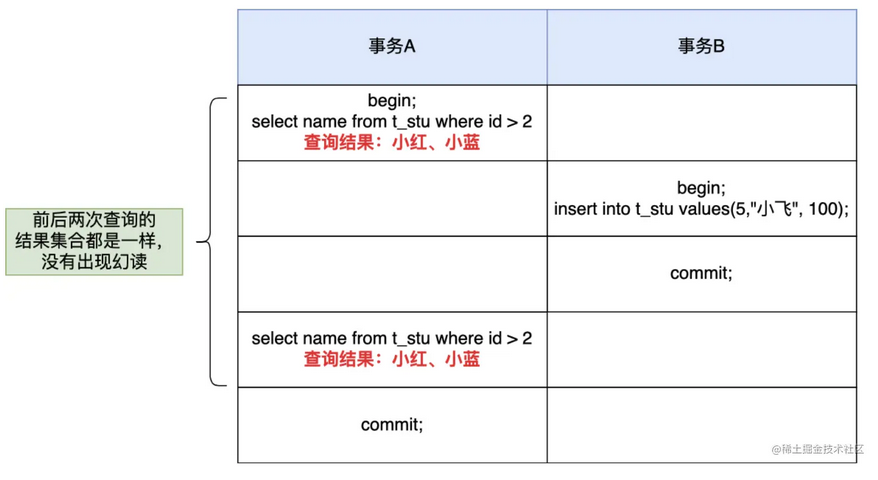 事务A
事务B
begin;
select name from t_stu where id > 2
查询结果：小红、小蓝
begin;
insert into t_stu values(5,"小飞", 100);
前后两次查询的
结果集合都是一样，
没有出现幻读
commit;
select name from t_stu where id > 2
查询结果：小红、小蓝
commit;
@稀土掘金技术社区